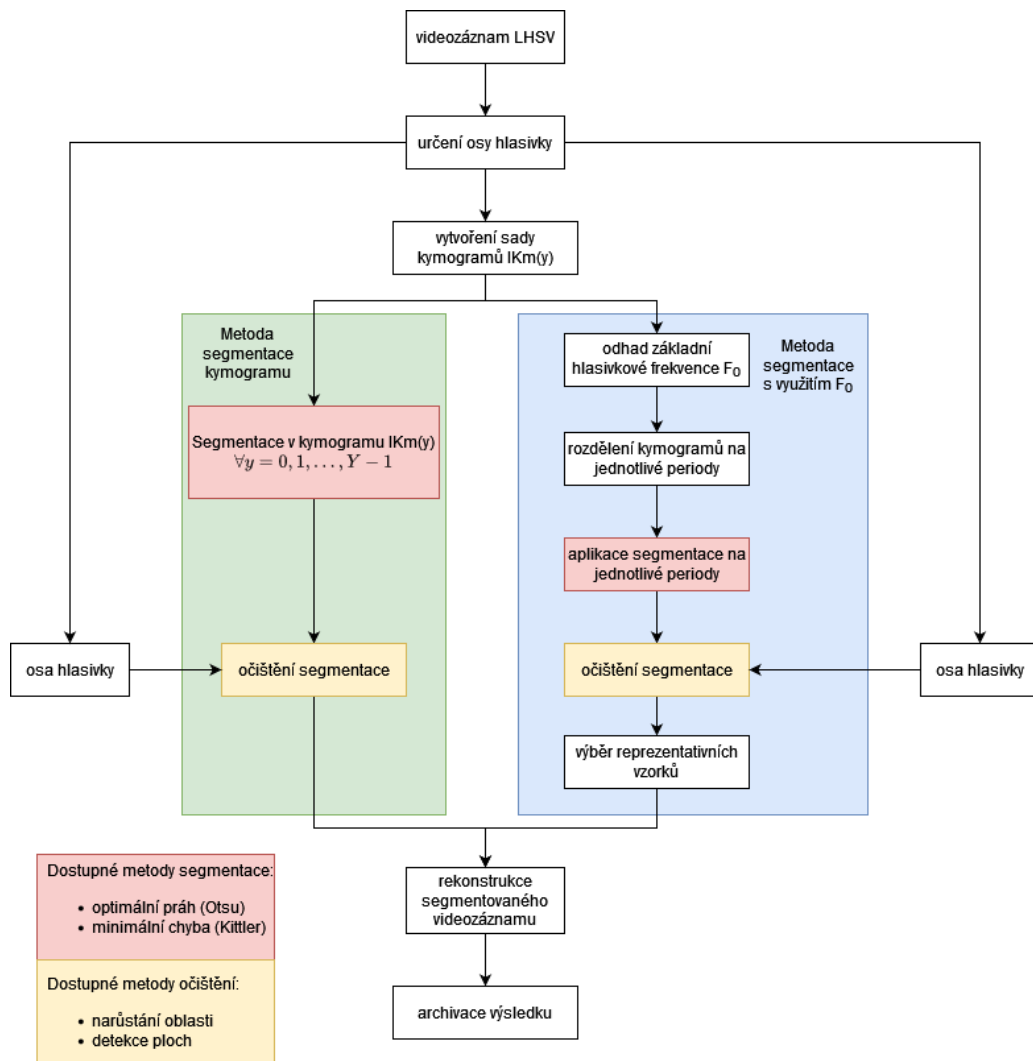 videozáznam LHSV
určení osy hlasivky
vytvoření sady
kymogramů IKm(y)
Metoda
segmentace
kymogramu
Segmentace v kymogramu IKm(y)
∀y = 0, 1, . . . , Y − 1
očištění segmentace
osa hlasivky
odhad základní
hlasivkové frekvence F₀
Metoda
segmentace
s využitím F₀
rozdělení kymogramů na
jednotlivé periody
aplikace segmentace na
jednotlivé periody
očištění segmentace
osa hlasivky
výběr reprezentativních
vzorků
rekonstrukce
segmentovaného
videozáznamu
archivace výsledku
Dostupné metody segmentace:
• optimální práh (Otsu)
• minimální chyba (Kittler)
Dostupné metody očištění:
• narůstání oblasti
• detekce ploch